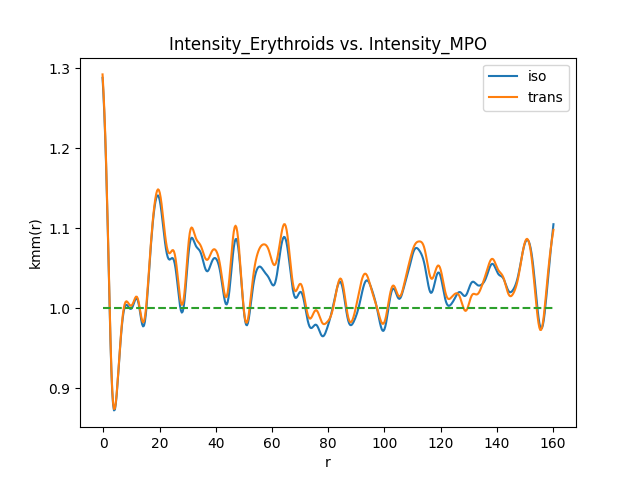 Intensity_Erythroids vs. Intensity_MPO
iso
trans
1.3
1.2
1.1
1.0
0.9
kmm(r)
0 20 40 60 80 100 120 140 160
r